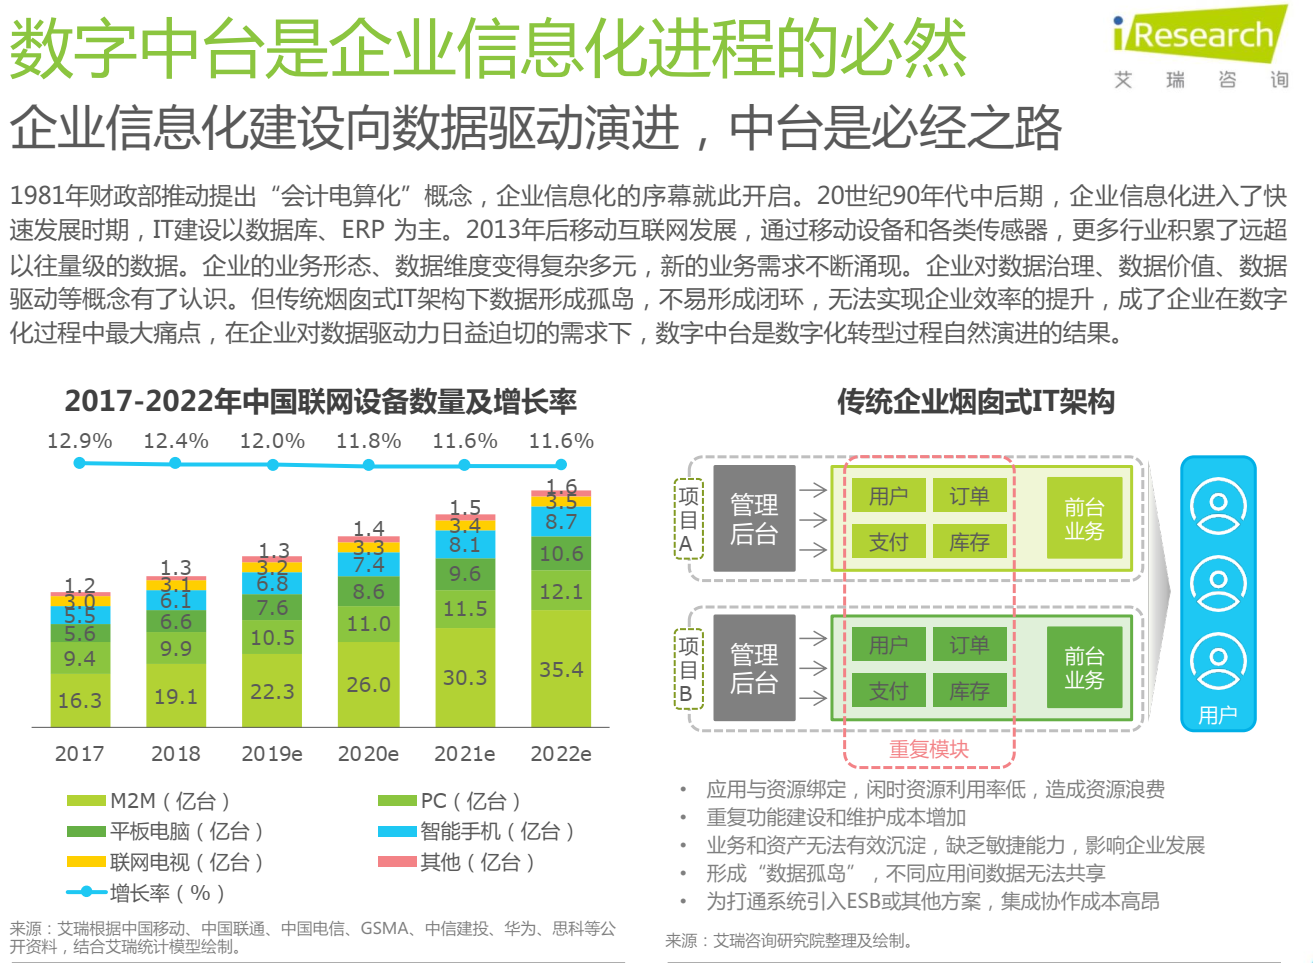 数字中台是企业信息化进程的必然
iResearch
艾 瑞 咨 询
企业信息化建设向数据驱动演进，中台是必经之路
1981年财政部推动提出“会计电算化”概念，企业信息化的序幕就此开启。20世纪90年代中后期，企业信息化进入了快
速发展时期，IT建设以数据库、ERP 为主。2013年后移动互联网发展，通过移动设备和各类传感器，更多行业积累了远超
以往量级的数据。企业的业务形态、数据维度变得复杂多元，新的业务需求不断涌现。企业对数据治理、数据价值、数据
驱动等概念有了认识。但传统烟囱式IT架构下数据形成孤岛，不易形成闭环，无法实现企业效率的提升，成了企业在数字
化过程中最大痛点，在企业对数据驱动力日益迫切的需求下，数字中台是数字化转型过程自然演进的结果。
2017-2022年中国联网设备数量及增长率
12.9% 12.4% 12.0% 11.8% 11.6% 11.6%
1.2 1.3 1.3 1.4 1.5 1.6
3.0 3.1 3.2 3.3 3.4 3.5
5.5 6.1 6.8 7.4 8.1 8.7
5.6 6.6 7.6 8.6 9.6 10.6
9.4 9.9 10.5 11.0 11.5 12.1
16.3 19.1 22.3 26.0 30.3 35.4
2017 2018 2019e 2020e 2021e 2022e
M2M（亿台） PC（亿台）
平板电脑（亿台） 智能手机（亿台）
联网电视（亿台） 其他（亿台）
增长率（%）
来源：艾瑞根据中国移动、中国联通、中国电信、GSMA、中信建投、华为、思科等公
开资料，结合艾瑞统计模型绘制。
传统企业烟囱式IT架构
项目A
管理
后台
用户 订单
支付 库存
前台
业务
项目B
管理
后台
用户 订单
支付 库存
前台
业务
重复模块
用户
• 应用与资源绑定，闲时资源利用率低，造成资源浪费
• 重复功能建设和维护成本增加
• 业务和资产无法有效沉淀，缺乏敏捷能力，影响企业发展
• 形成“数据孤岛”，不同应用间数据无法共享
• 为打通系统引入ESB或其他方案，集成协作成本高昂
来源：艾瑞咨询研究院整理及绘制。